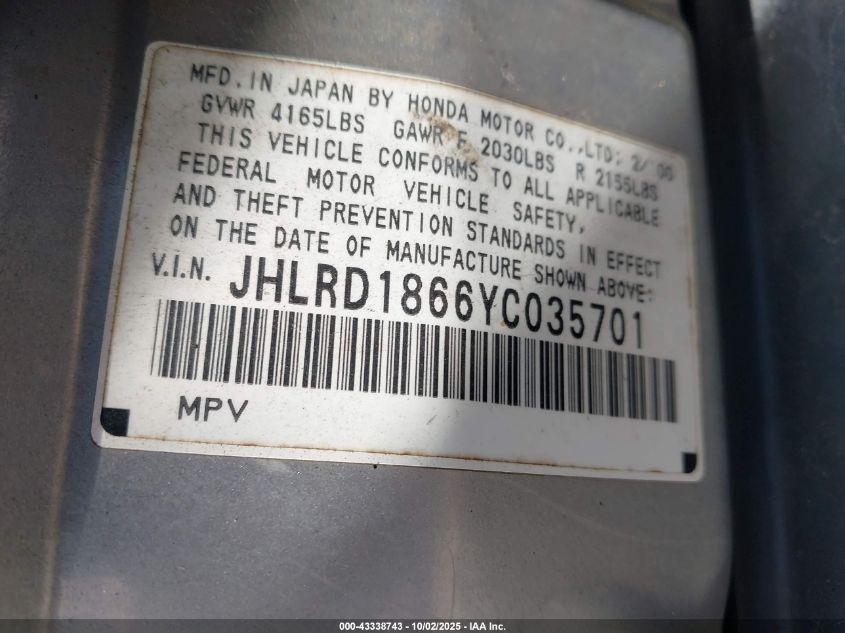 MFD. IN JAPAN BY HONDA MOTOR CO.,LTD; 2/'00
GVWR 4165LBS GAWR F 2030LBS R 2155LBS
THIS VEHICLE CONFORMS TO ALL APPLICABLE
FEDERAL MOTOR VEHICLE SAFETY,
AND THEFT PREVENTION STANDARDS IN EFFECT
ON THE DATE OF MANUFACTURE SHOWN ABOVE:
V.I.N. JHLRD1866YC035701
MPV
000-43338743 | 10/02/2025 - IAA Inc.